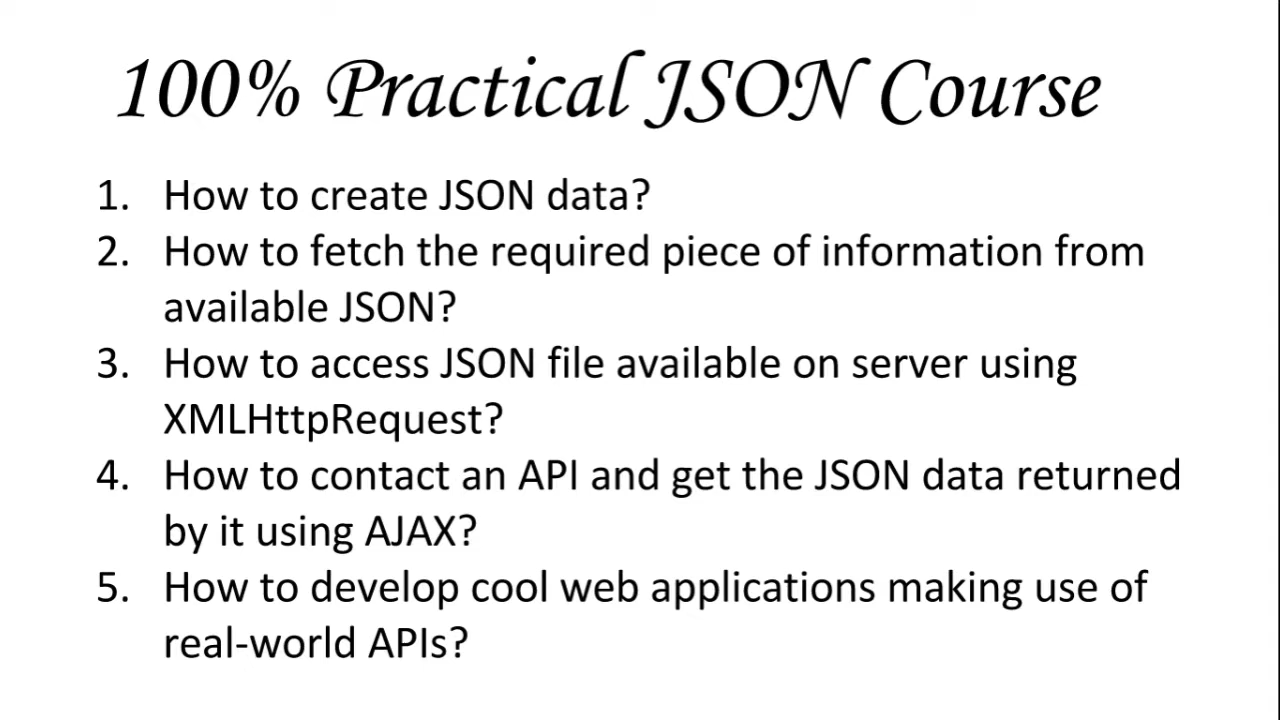 100% Practical JSON Course
1. How to create JSON data?
2. How to fetch the required piece of information from
available JSON?
3. How to access JSON file available on server using
XMLHttpRequest?
4. How to contact an API and get the JSON data returned
by it using AJAX?
5. How to develop cool web applications making use of
real-world APIs?